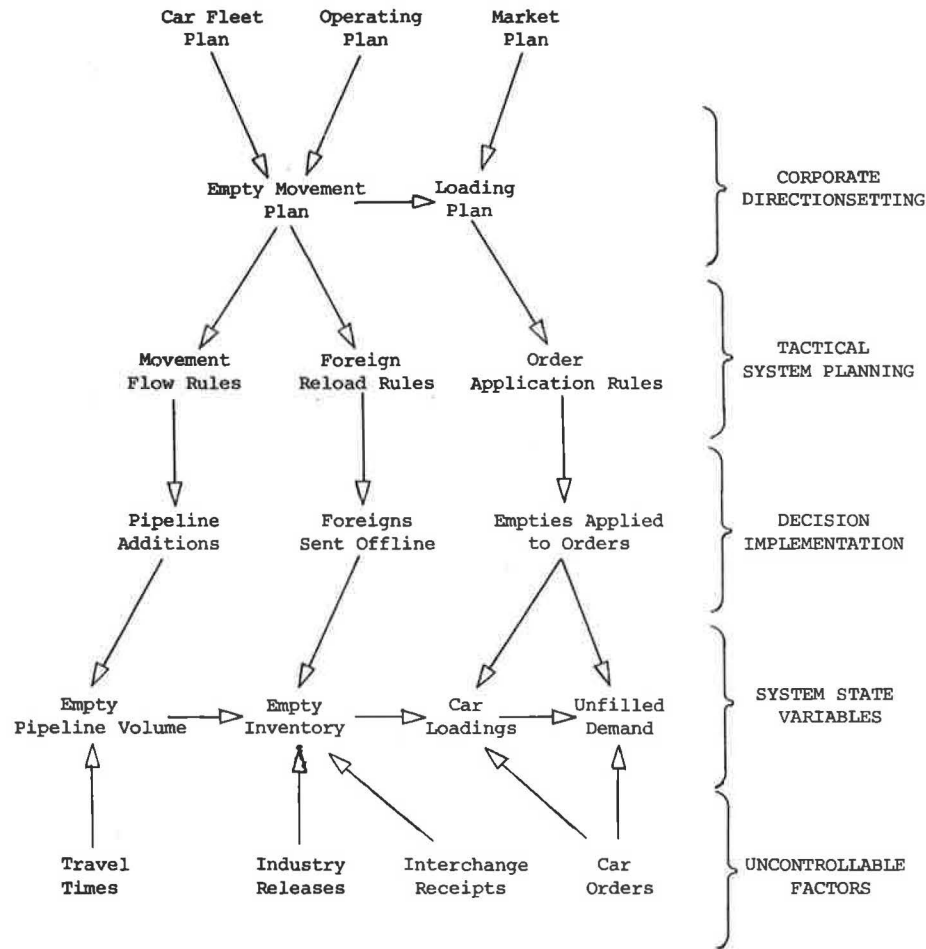 Car Fleet
Plan
Operating
Plan
Market
Plan
Empty Movement
Plan
Loading
Plan
CORPORATE
DIRECTIONSETTING
Movement
Flow Rules
Foreign
Reload Rules
Order
Application Rules
TACTICAL
SYSTEM PLANNING
Pipeline
Additions
Foreigns
Sent Offline
Empties Applied
to Orders
DECISION
IMPLEMENTATION
Empty
Pipeline Volume
Empty
Inventory
Car
Loadings
Unfilled
Demand
SYSTEM STATE
VARIABLES
Travel
Times
Industry
Releases
Interchange
Receipts
Car
Orders
UNCONTROLLABLE
FACTORS